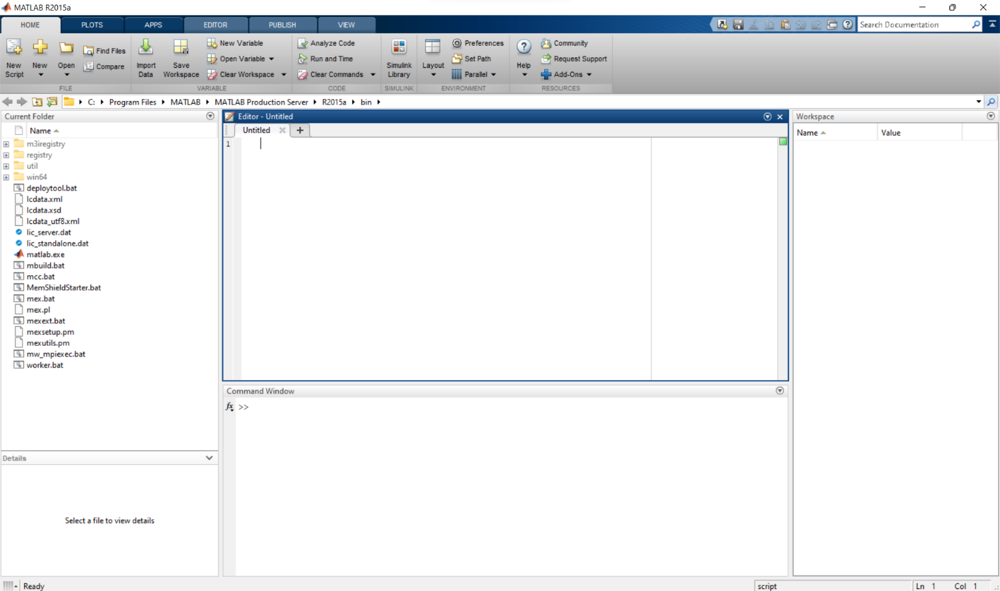 MATLAB R2015a
HOME PLOTS APPS EDITOR PUBLISH VIEW
Search Documentation
New Script
New
Open
Find Files
Compare
FILE
Import Data
Save Workspace
New Variable
Open Variable
Clear Workspace
VARIABLE
Analyze Code
Run and Time
Clear Commands
CODE
Simulink Library
SIMULINK
Layout
Preferences
Set Path
Parallel
ENVIRONMENT
Help
Community
Request Support
Add-Ons
RESOURCES
C: Program Files MATLAB MATLAB Production Server R2015a bin
Current Folder
Name
m3iregistry
registry
util
win64
deploytool.bat
lcdata.xml
lcdata.xsd
lcdata_utf8.xml
lic_server.dat
lic_standalone.dat
matlab.exe
mbuild.bat
mcc.bat
MemShieldStarter.bat
mex.bat
mex.pl
mexext.bat
mexsetup.pm
mexutils.pm
mw_mpiexec.bat
worker.bat
Details
Select a file to view details
Editor - Untitled
Untitled
1
Command Window
fx >>
Workspace
Name Value
Ready
script
Ln 1 Col 1